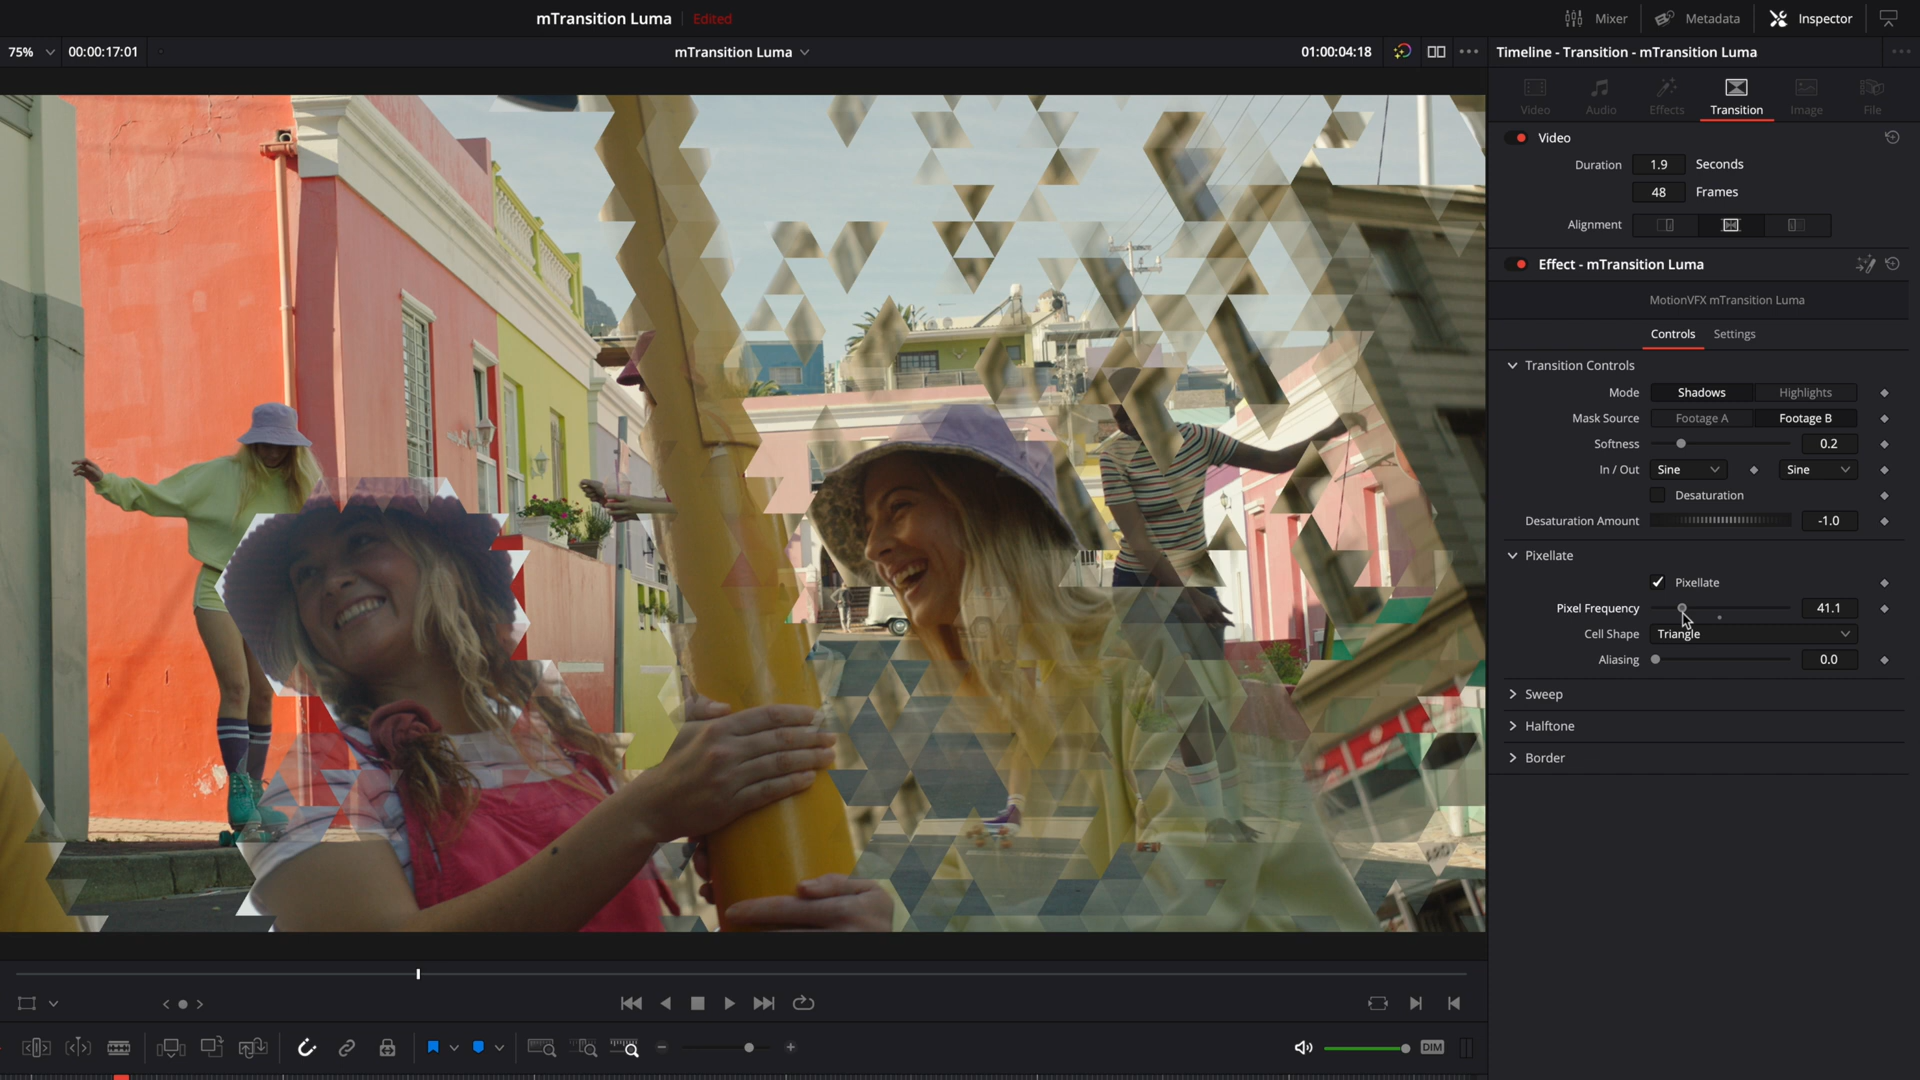 mTransition Luma Edited
Mixer Metadata Inspector
75% 00:00:17:01 mTransition Luma 01:00:04:18
Timeline - Transition - mTransition Luma
Video Audio Effects Transition Image File
Video
Duration 1.9 Seconds
48 Frames
Alignment
Effect - mTransition Luma
MotionVFX mTransition Luma
Controls Settings
Transition Controls
Mode Shadows Highlights
Mask Source Footage A Footage B
Softness 0.2
In / Out Sine Sine
Desaturation
Desaturation Amount -1.0
Pixellate
Pixellate
Pixel Frequency 41.1
Cell Shape Triangle
Aliasing 0.0
Sweep
Halftone
Border
DIM